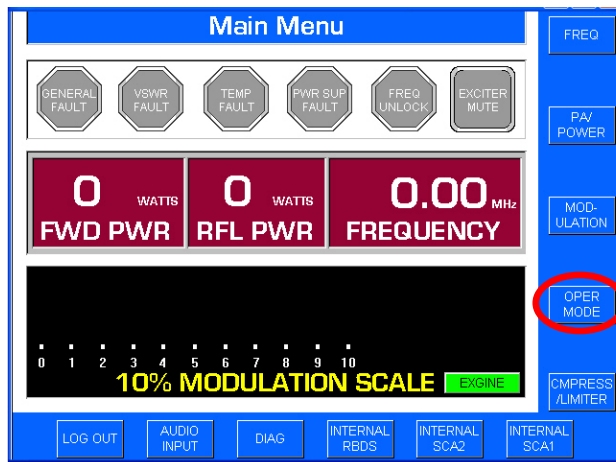 Main Menu
FREQ
GENERAL
FAULT
VSWR
FAULT
TEMP
FAULT
PWR SUP
FAULT
FREQ
UNLOCK
EXCITER
MUTE
PA/
POWER
0 WATTS
FWD PWR
0 WATTS
RFL PWR
0.00 MHz
FREQUENCY
MOD-
ULATION
OPER
MODE
0 1 2 3 4 5 6 7 8 9 10
10% MODULATION SCALE
EXGINE
CMPRESS
/LIMITER
LOG OUT
AUDIO
INPUT
DIAG
INTERNAL
RBDS
INTERNAL
SCA2
INTERNAL
SCA1